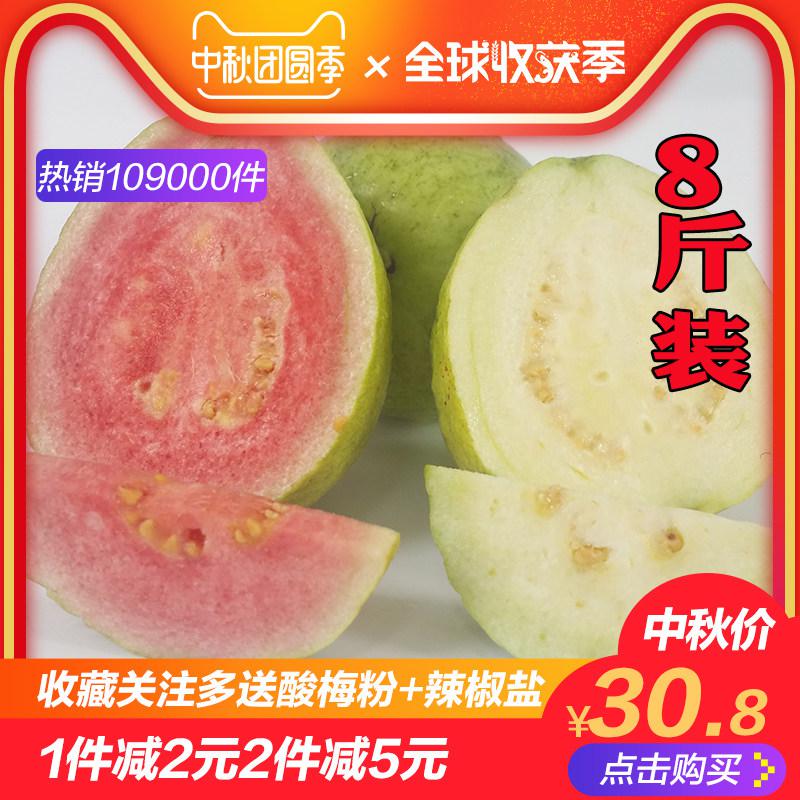 中秋团圆季 × 全球收获季
热销109000件
8斤装
收藏关注多送酸梅粉+辣椒盐
1件减2元2件减5元
中秋价
¥30.8
点击购买